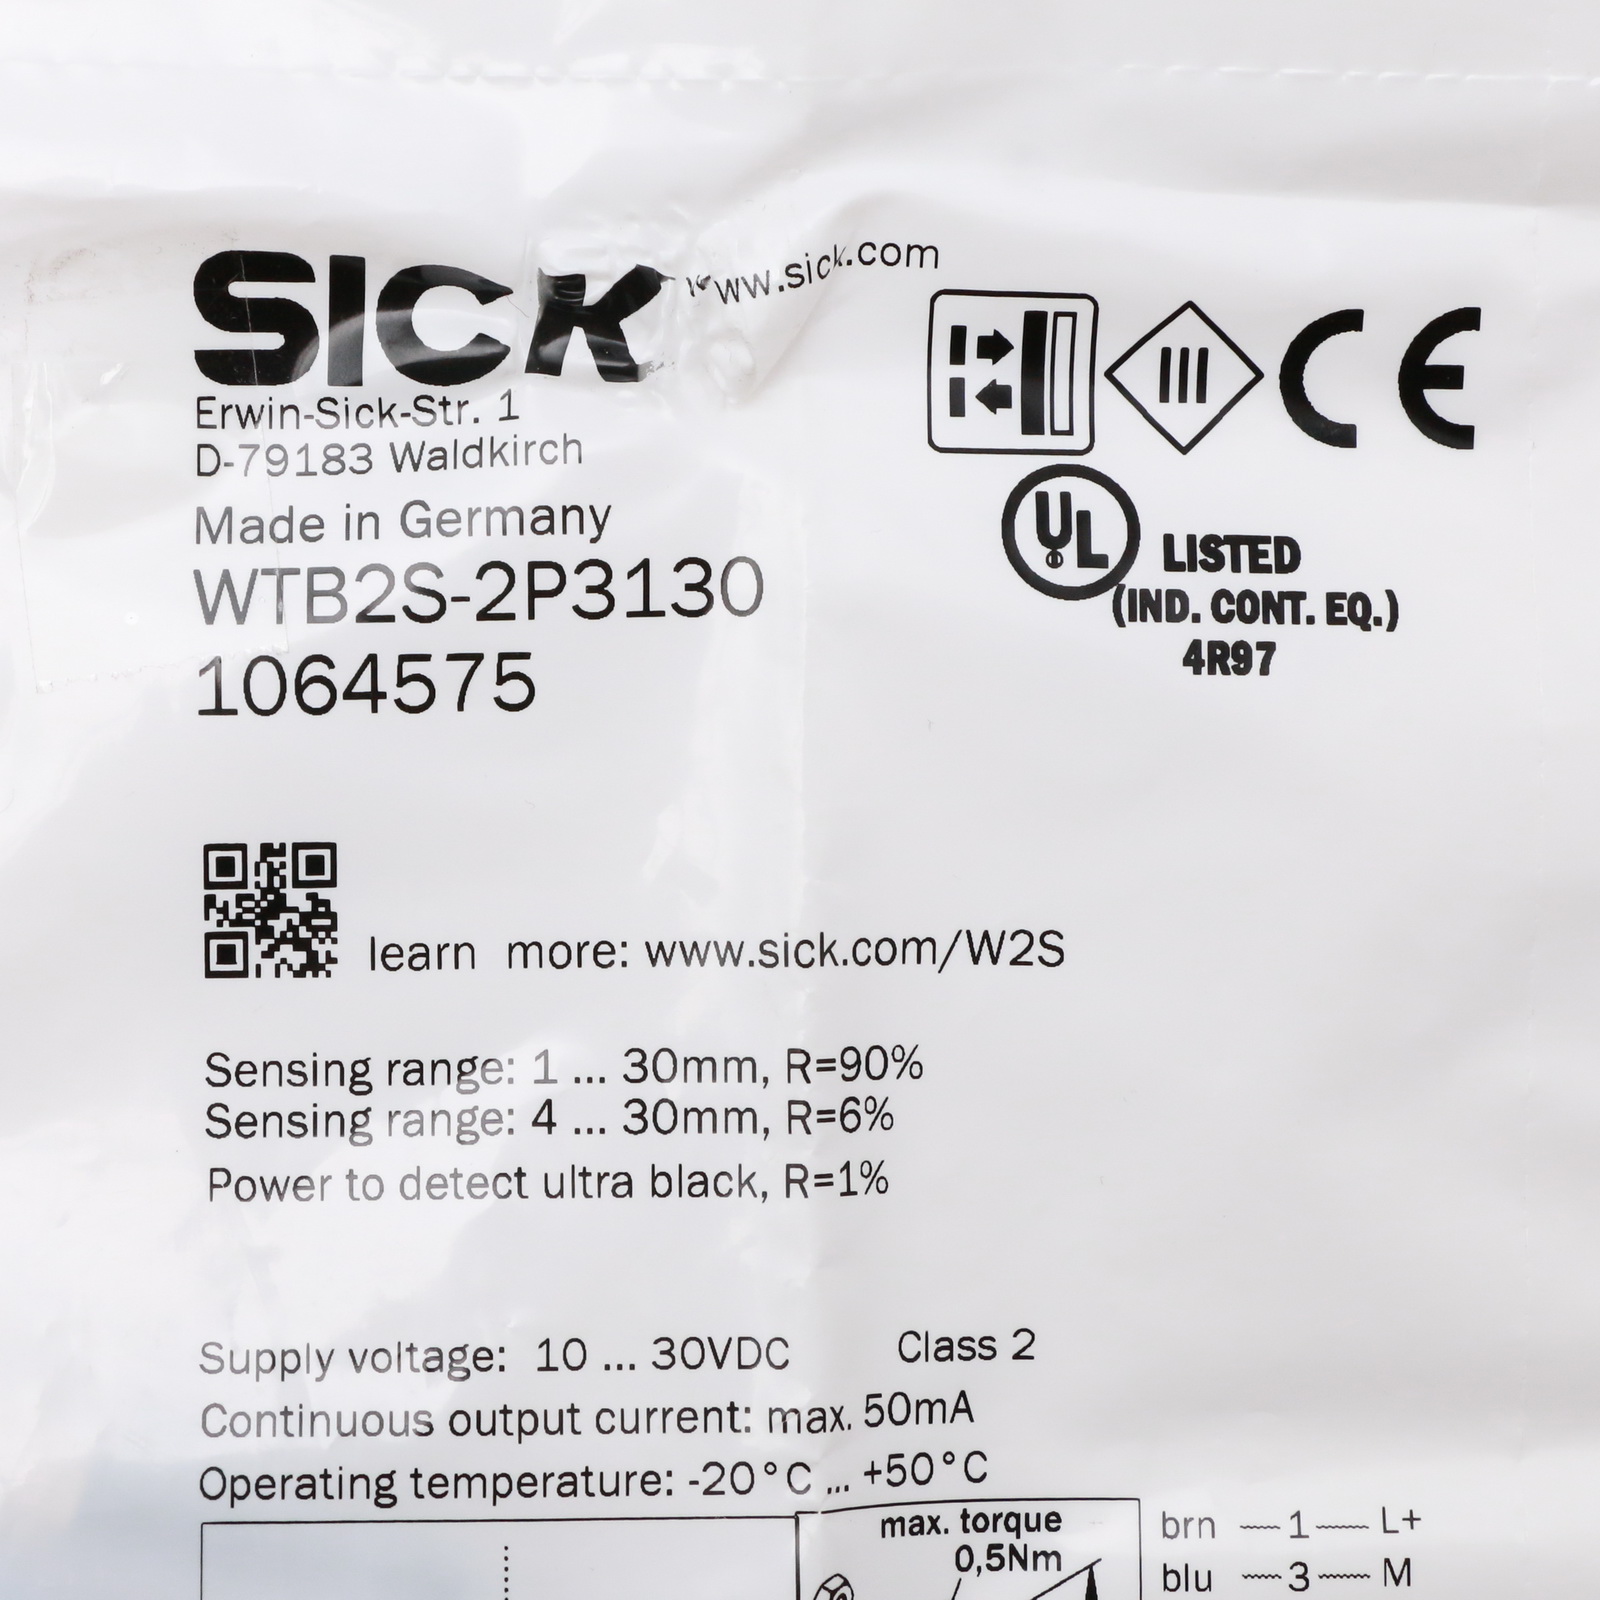 SICK
www.sick.com
Erwin-Sick-Str. 1
D-79183 Waldkirch
Made in Germany
WTB2S-2P3130
1064575
III
CE
UL
LISTED
(IND. CONT. EQ.)
4R97
learn more: www.sick.com/W2S
Sensing range: 1 ... 30mm, R=90%
Sensing range: 4 ... 30mm, R=6%
Power to detect ultra black, R=1%
Supply voltage: 10 ... 30VDC Class 2
Continuous output current: max. 50mA
Operating temperature: -20°C ... +50°C
max. torque
0,5Nm
brn 1 L+
blu 3 M